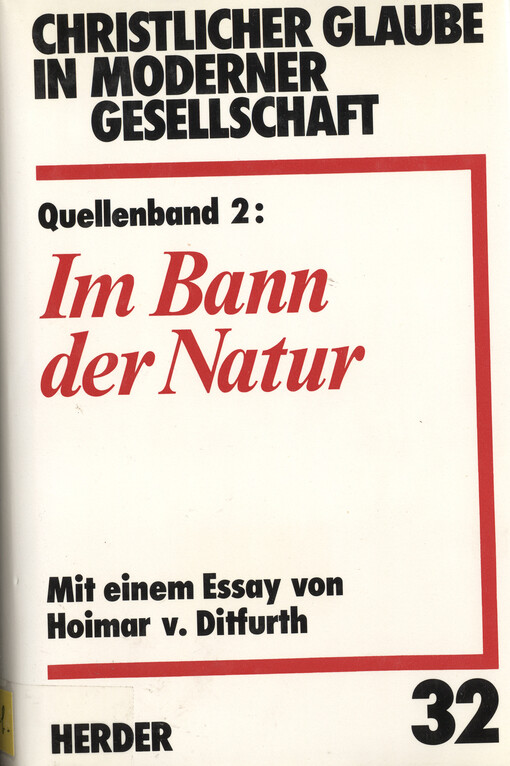 CHRISTLICHER GLAUBE
IN MODERNER
GESELLSCHAFT
Quellenband 2:
Im Bann
der Natur
Mit einem Essay von
Hoimar v. Ditfurth
HERDER
32